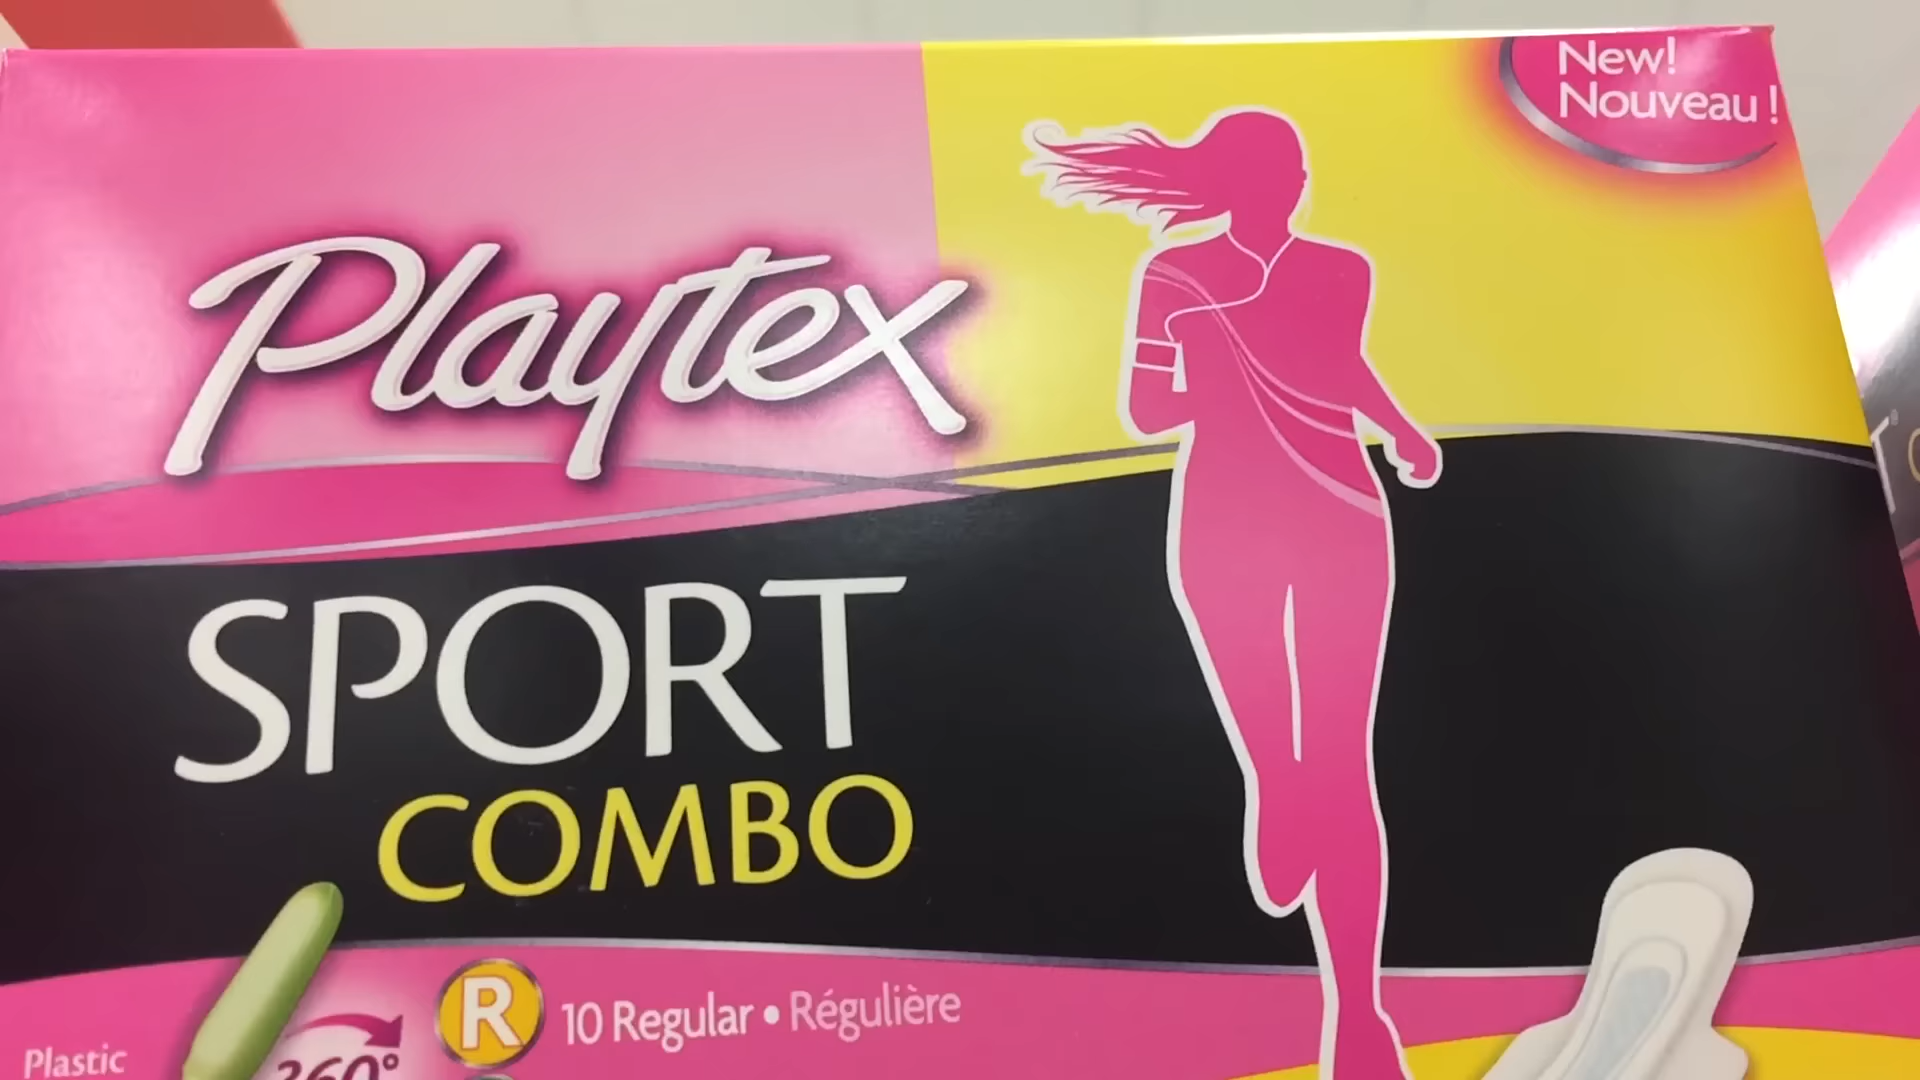 New!
Nouveau !
Playtex
SPORT
COMBO
R
10 Regular • Régulière
Plastic
360°